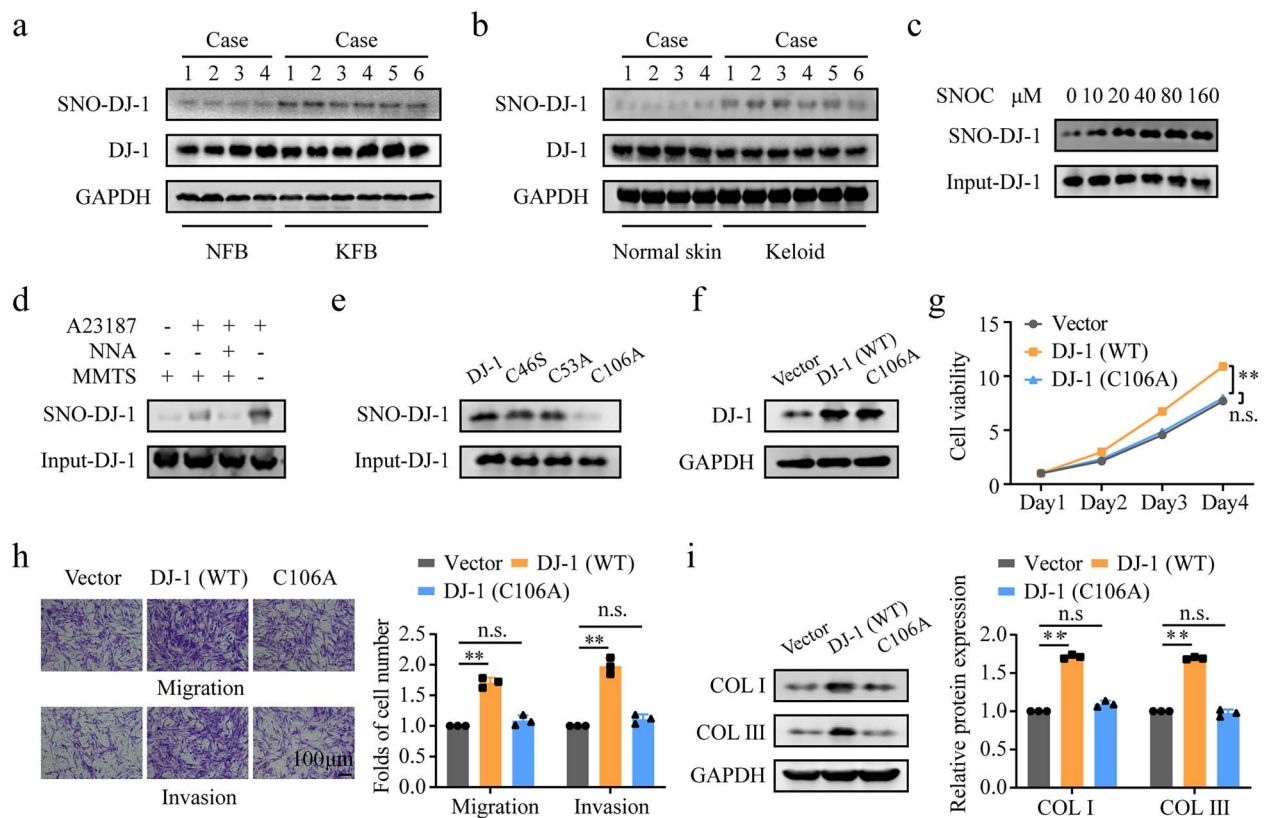 a
Case Case
1 2 3 4 1 2 3 4 5 6
SNO-DJ-1
DJ-1
GAPDH
NFB KFB
b
Case Case
1 2 3 4 1 2 3 4 5 6
SNO-DJ-1
DJ-1
GAPDH
Normal skin Keloid
c
SNOC μM 0 10 20 40 80 160
SNO-DJ-1
Input-DJ-1
d
A23187 - + + +
NNA - - + -
MMTS + + + -
SNO-DJ-1
Input-DJ-1
e
DJ-1 C46S C53A C106A
SNO-DJ-1
Input-DJ-1
f
Vector DJ-1 (WT) C106A
DJ-1
GAPDH
g
Vector
DJ-1 (WT)
DJ-1 (C106A)
Cell viability
15
10
5
0
**
n.s.
Day1 Day2 Day3 Day4
h
Vector DJ-1 (WT) C106A
Migration
100μm
Invasion
Vector DJ-1 (WT)
DJ-1 (C106A)
Folds of cell number
2.5
2.0
1.5
1.0
0.5
0.0
n.s.
**
n.s.
**
Migration Invasion
i
Vector DJ-1 (WT) C106A
COL I
COL III
GAPDH
Vector DJ-1 (WT)
DJ-1 (C106A)
Relative protein expression
2.0
1.5
1.0
0.5
0.0
n.s
**
n.s.
**
COL I COL III